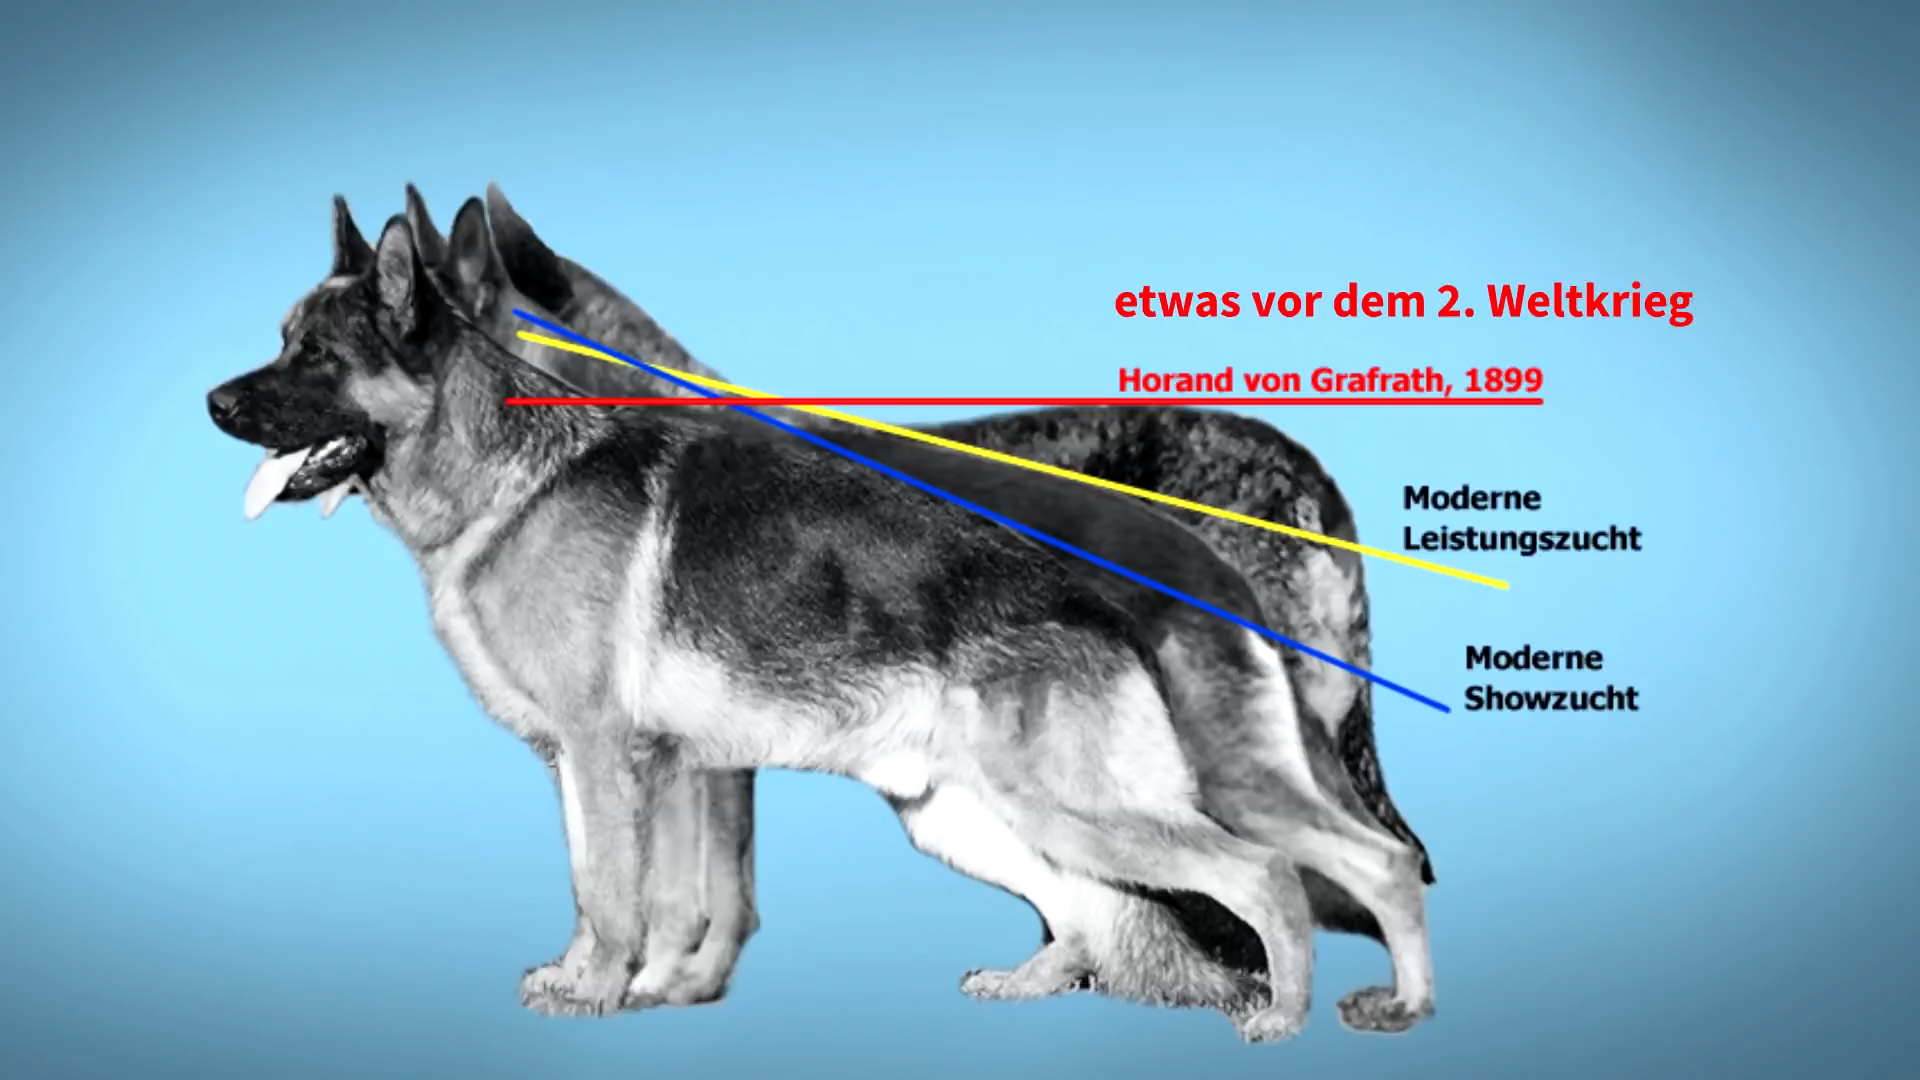 etwas vor dem 2. Weltkrieg
Horand von Grafrath, 1899
Moderne
Leistungszucht
Moderne
Showzucht